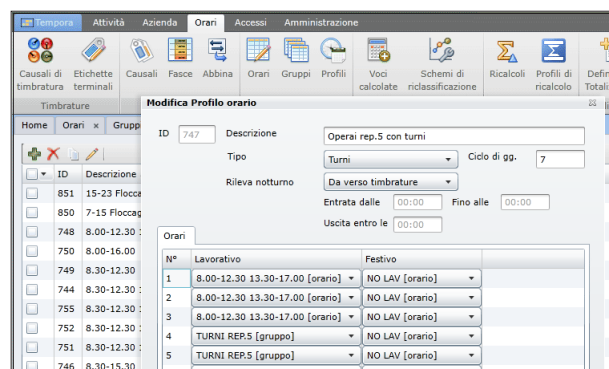 Tempora Attività Azienda Orari Accessi Amministrazione
Causali di timbratura Etichette terminali Causali Fasce Abbina Orari Gruppi Profili Voci calcolate Schemi di riclassificazione Ricalcoli Profili di ricalcolo
Timbrature
Modifica Profilo orario
Home Orari x
ID 747 Descrizione Operai rep.5 con turni
Tipo Turni Ciclo di gg. 7
Rileva notturno Da verso timbrature
Entrata dalle 00:00 Fino alle 00:00
Uscita entro le 00:00
Orari
N° Lavorativo Festivo
1 8.00-12.30 13.30-17.00 [orario] NO LAV [orario]
2 8.00-12.30 13.30-17.00 [orario] NO LAV [orario]
3 8.00-12.30 13.30-17.00 [orario] NO LAV [orario]
4 TURNI REP.5 [gruppo] NO LAV [orario]
5 TURNI REP.5 [gruppo] NO LAV [orario]
ID Descrizione
851 15-23 Flocca
850 7-15 Floccag
748 8.00-12.30
750 8.00-16.00
749 8.30-12.30
744 8.30-12.30
755 8.30-12.30
752 8.30-12.30
751 8.30-12.30
746 8.30-15.30